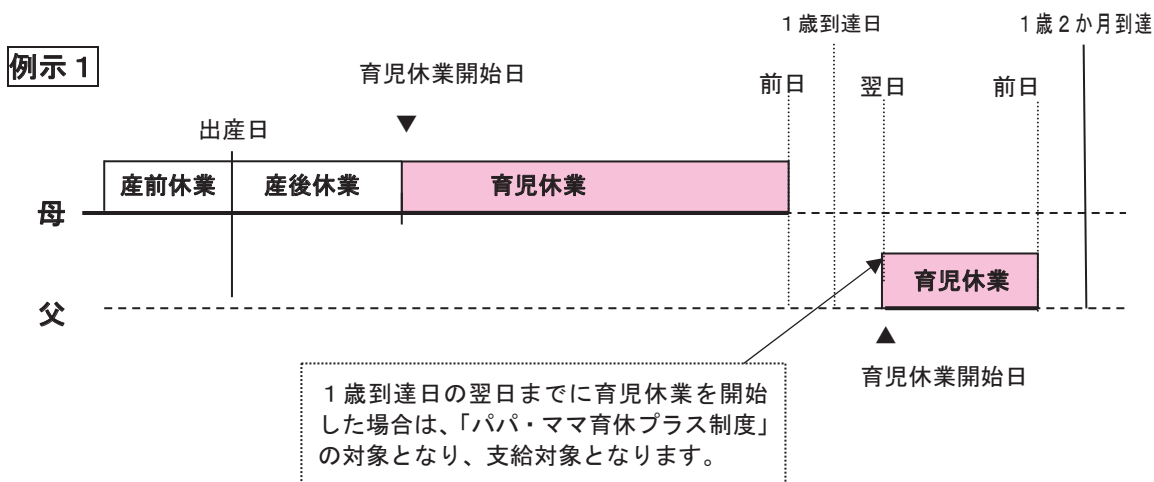 1歳到達日
1歳2か月到達
例示1
育児休業開始日
前日
翌日
前日
▼
出産日
産前休業
産後休業
育児休業
母
育児休業
父
▲
育児休業開始日
1歳到達日の翌日までに育児休業を開始
した場合は、「パパ・ママ育休プラス制度」
の対象となり、支給対象となります。